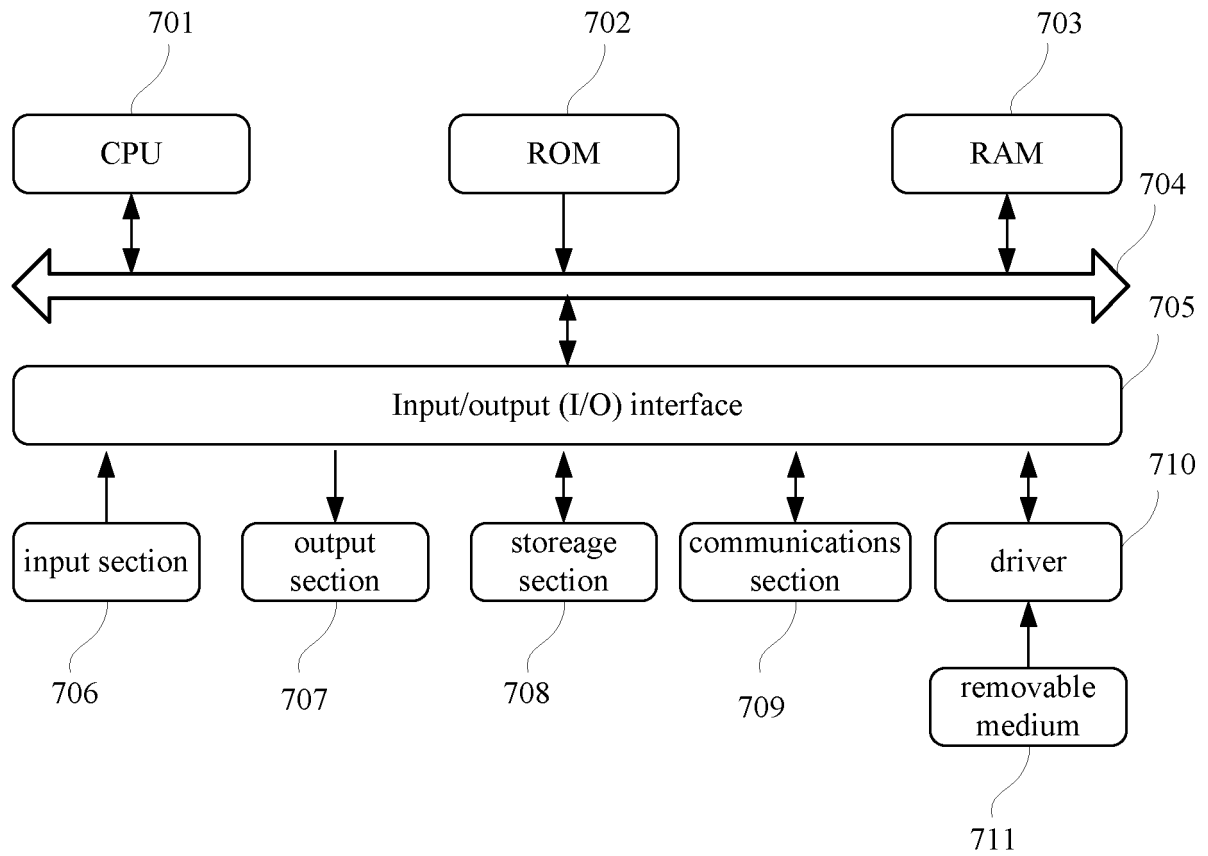 701
702
703
CPU
ROM
RAM
704
705
Input/output (I/O) interface
710
input section
output
section
storeage
section
communications
section
driver
706
707
708
709
removable
medium
711